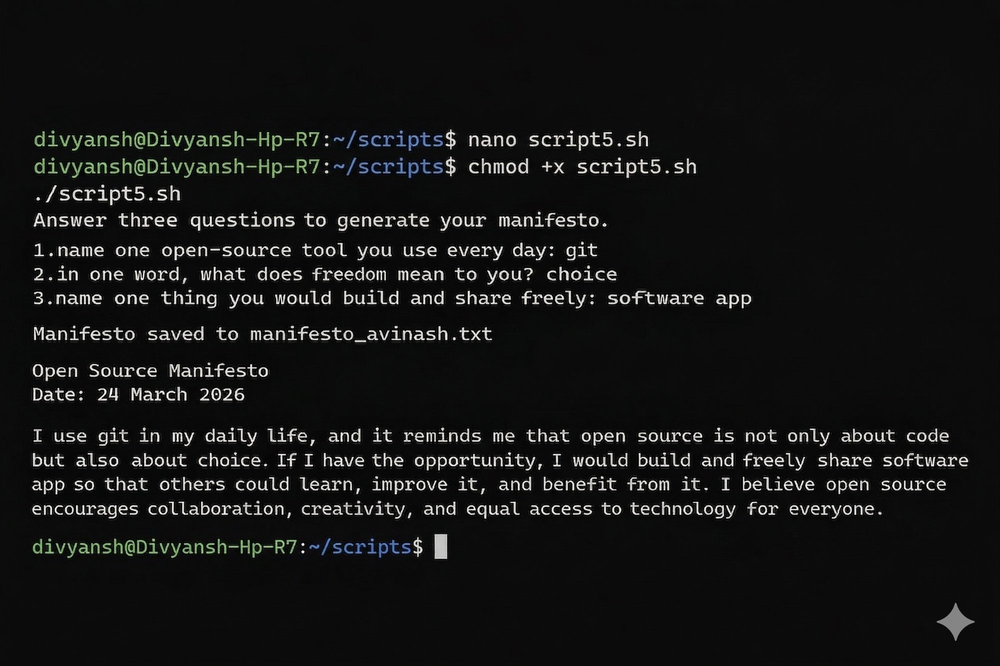 divyansh@Divyansh-Hp-R7:~/scripts$ nano script5.sh
divyansh@Divyansh-Hp-R7:~/scripts$ chmod +x script5.sh
./script5.sh
Answer three questions to generate your manifesto.
1.name one open-source tool you use every day: git
2.in one word, what does freedom mean to you? choice
3.name one thing you would build and share freely: software app
Manifesto saved to manifesto_avinash.txt
Open Source Manifesto
Date: 24 March 2026
I use git in my daily life, and it reminds me that open source is not only about code
but also about choice. If I have the opportunity, I would build and freely share software
app so that others could learn, improve it, and benefit from it. I believe open source
encourages collaboration, creativity, and equal access to technology for everyone.
divyansh@Divyansh-Hp-R7:~/scripts$